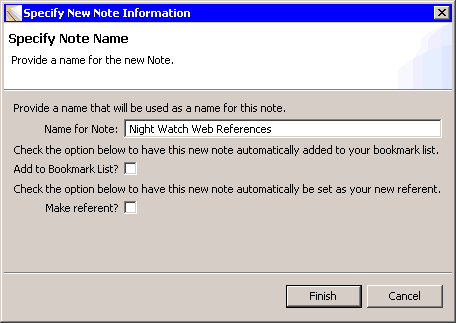 Specify New Note Information
Specify Note Name
Provide a name for the new Note.
Provide a name that will be used as a name for this note.
Name for Note: Night Watch Web References
Check the option below to have this new note automatically added to your bookmark list.
Add to Bookmark List?
Check the option below to have this new note automatically be set as your new referent.
Make referent?
Finish Cancel